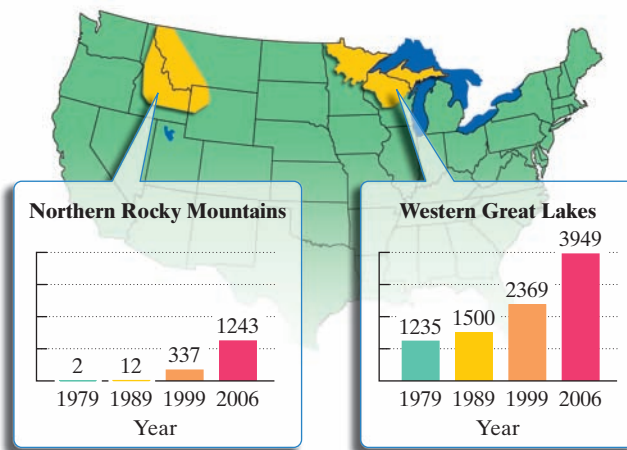 Northern Rocky Mountains
2
12
337
1243
1979 1989 1999 2006
Year
Western Great Lakes
1235
1500
2369
3949
1979 1989 1999 2006
Year